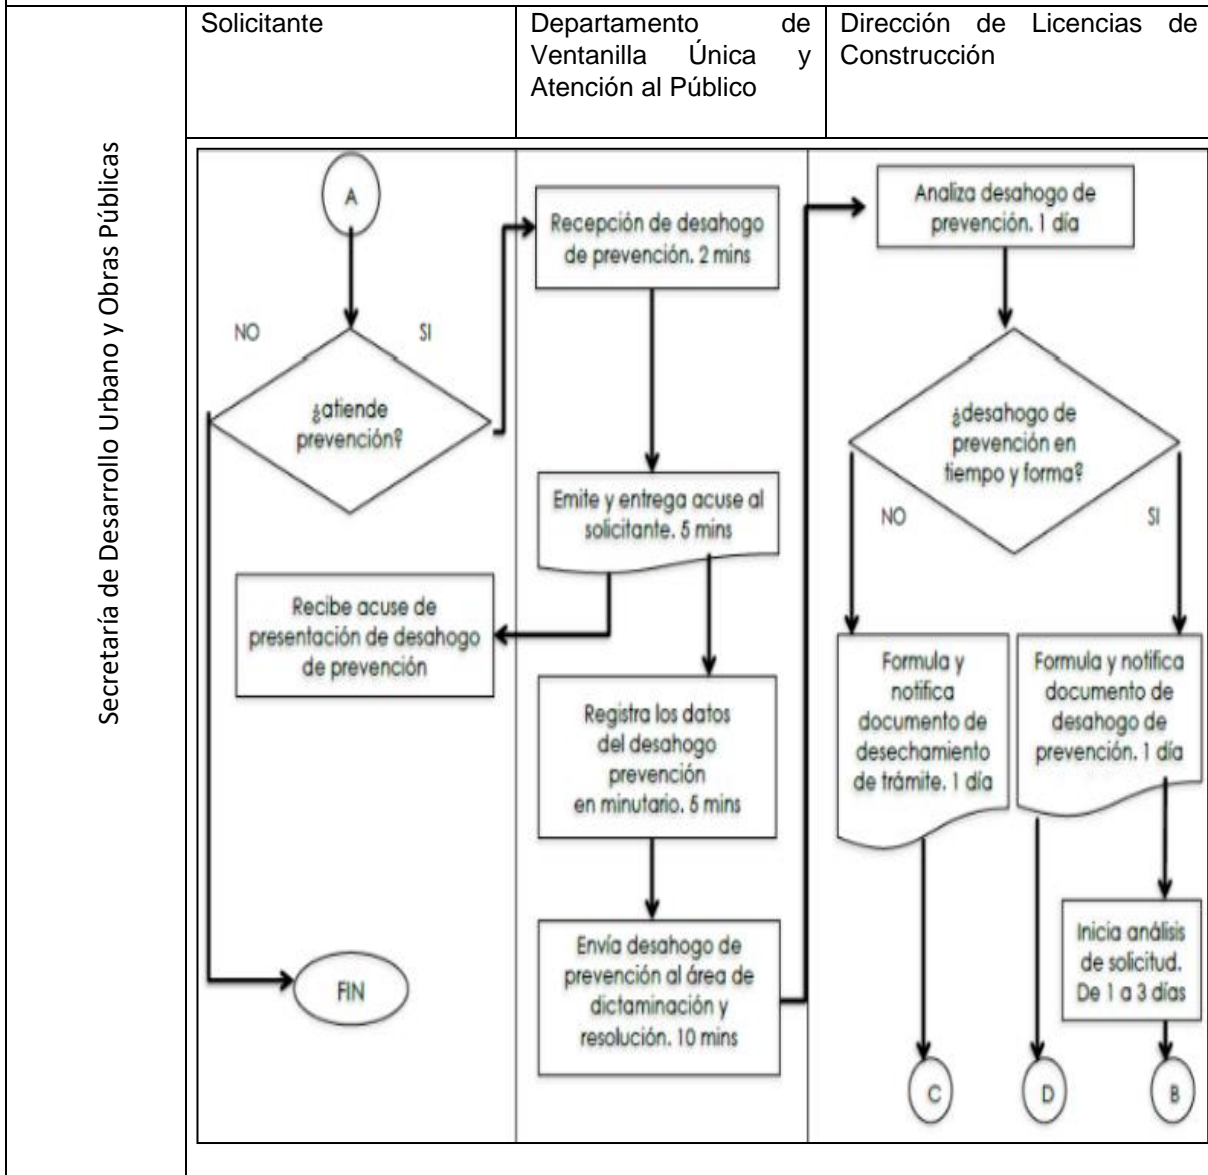 Secretaría de Desarrollo Urbano y Obras Públicas
Solicitante
Departamento de
Ventanilla Única y
Atención al Público
Dirección de Licencias de
Construcción
A
NO
SI
¿atiende
prevención?
Recibe acuse de
presentación de desahogo
de prevención
FIN
Recepción de desahogo
de prevención. 2 mins
Emite y entrega acuse al
solicitante. 5 mins
Registra los datos
del desahogo
prevención
en minutario. 5 mins
Envía desahogo de
prevención al área de
dictaminación y
resolución. 10 mins
Analiza desahogo de
prevención. 1 día
¿desahogo de
prevención en
tiempo y forma?
NO
SI
Formula y
notifica
documento de
desechamiento
de trámite. 1 día
Formula y notifica
documento de
desahogo de
prevención. 1 día
Inicia análisis
de solicitud.
De 1 a 3 días
C
D
B